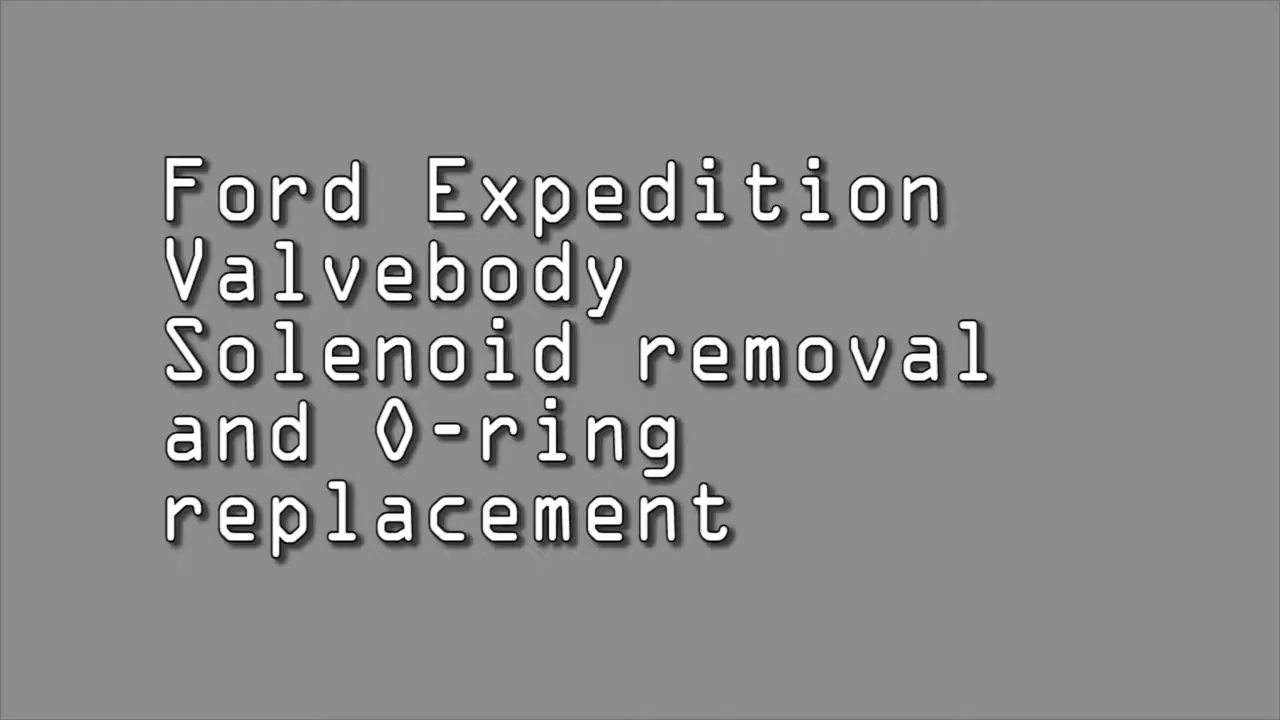 Ford Expedition
Valvebody
Solenoid removal
and O-ring
replacement